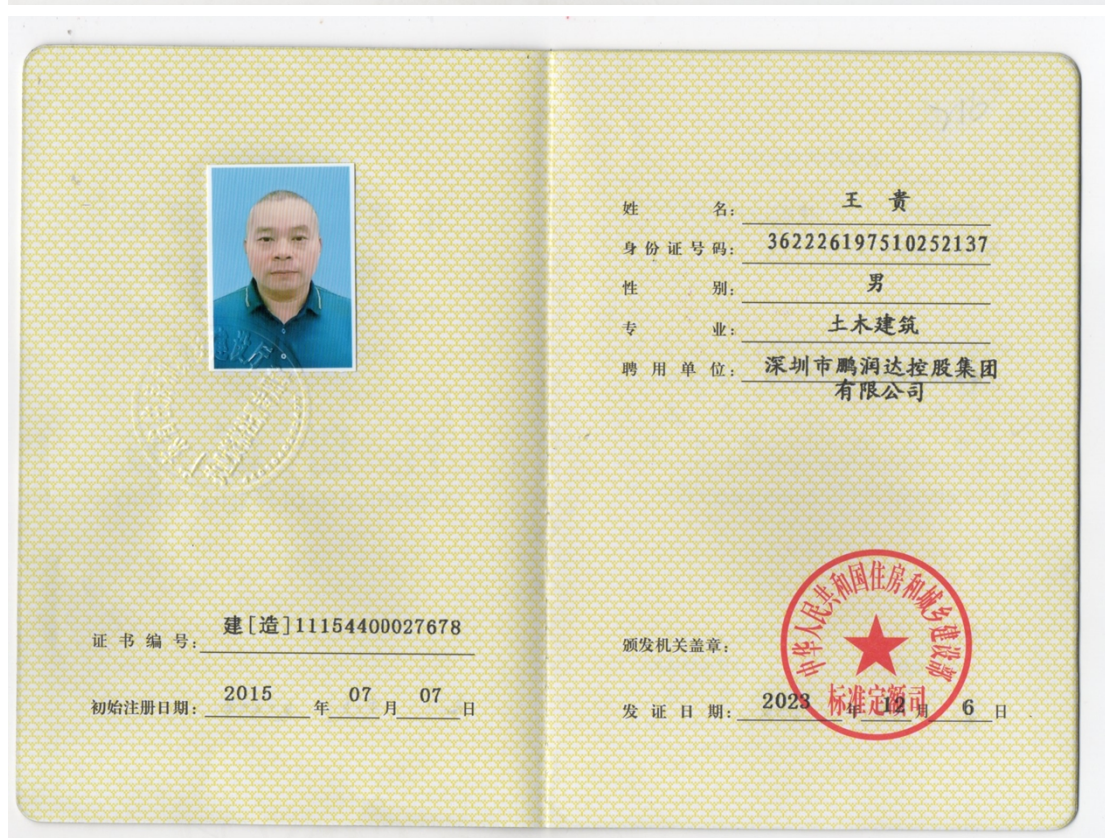 证书编号: 建[造]11154400027678
初始注册日期: 2015年07月07日
姓名: 王贵
身份证号码: 362226197510252137
性别: 男
专业: 土木建筑
聘用单位: 深圳市鹏润达控股集团
有限公司
颁发机关盖章:
中华人民共和国住房和城乡建设部
标准定额司
发证日期: 2023年12月6日